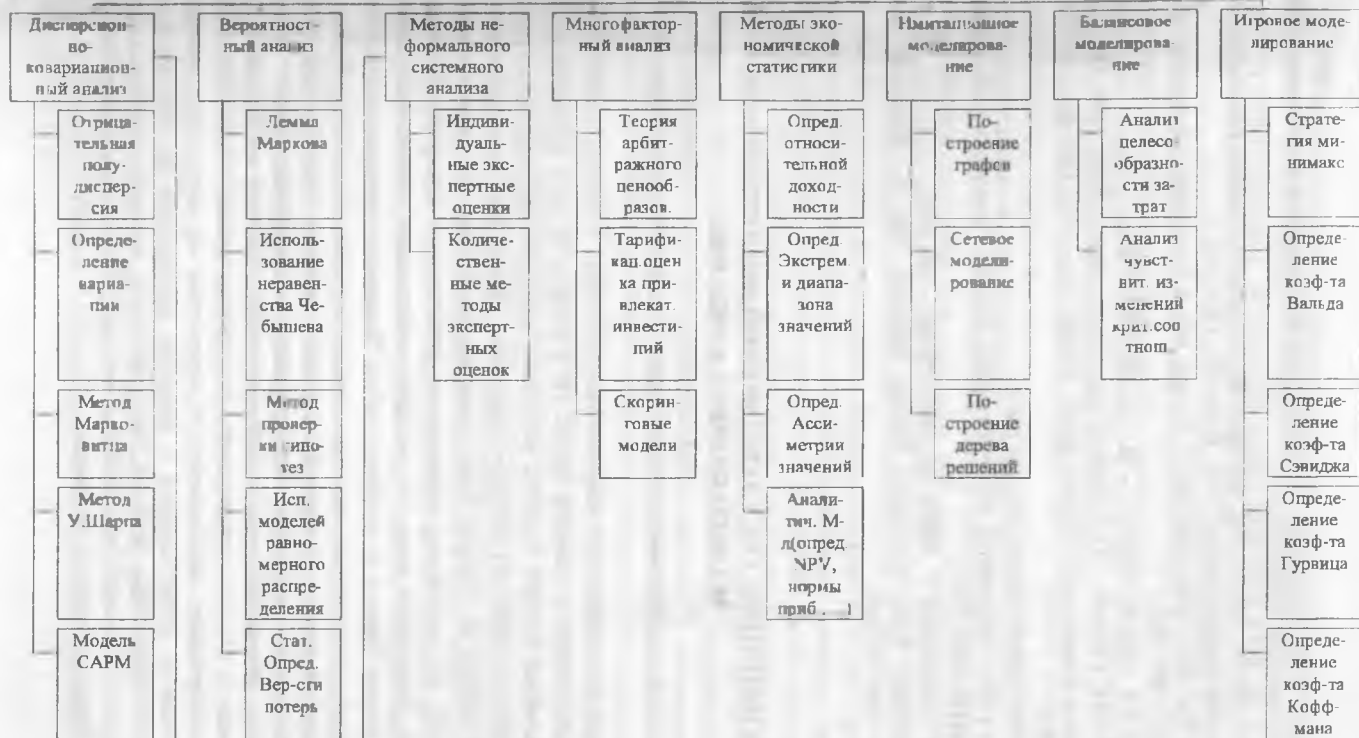 Дисперсион-
но-
ковариацион-
ный анализ
Отрица-
тельная
полу-
диспер-
сия
Опреде-
ление
вариа-
ции
Метод
Марко-
витца
Метод
У.Шарпа
Модель
САРМ
Вероятност-
ный анализ
Лемма
Маркова
Исполь-
зование
неравен-
ства Че-
бышева
Метод
провер-
ки гипо-
тез
Исп.
моделей
равно-
мерного
распре-
деления
Стат.
Опред.
Вер-сти
потерь
Методы не-
формального
системного
анализа
Индиви-
дуаль-
ные экс-
пертные
оценки
Количе-
ствен-
ные ме-
тоды
эксперт-
ных
оценок
Многофактор-
ный анализ
Теория
арбит-
ражного
ценооб-
разов.
Тарифи-
кац.оцен
ка при-
влекат.
инвести-
ций
Скорин-
говые
модели
Методы эко-
номической
статистики
Опред.
относи-
тельной
доход-
ности
Опред.
Экстрем.
и диапа-
зона
значений
Опред.
Асси-
метрии
значений
Анали-
тич. М-
д(опред.
NPV,
нормы
приб…)
Имитационное
моделирова-
ние
По-
строение
графов
Сетевое
модели-
рование
По-
строение
дерева
решений
Балансовое
моделирова-
ние
Анализ
целесо-
образно-
сти за-
трат
Анализ
чувст-
вит. из-
менений
крит.соо
тнош.
Игровое моде-
лирование
Страте-
гия ми-
нимакс
Опреде-
ление
коэф-та
Вальда
Опреде-
ление
коэф-та
Сэвиджа
Опреде-
ление
коэф-та
Гурвица
Опреде-
ление
коэф-та
Кофф-
мана